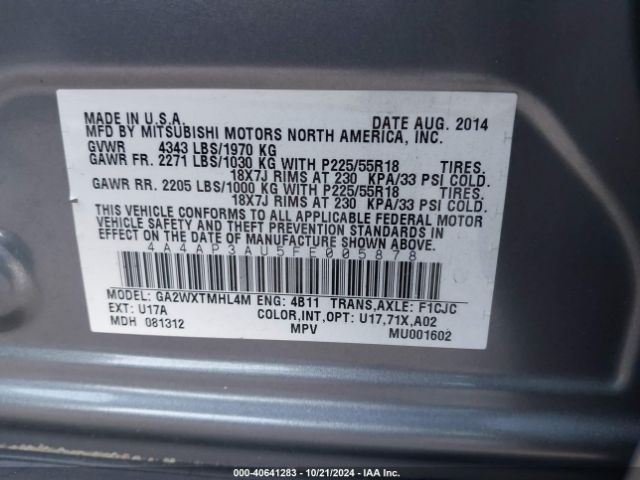 MADE IN U.S.A. DATE AUG. 2014
MFD BY MITSUBISHI MOTORS NORTH AMERICA, INC.
GVWR 4343 LBS/1970 KG
GAWR FR. 2271 LBS/1030 KG WITH P225/55R18 TIRES,
18X7J RIMS AT 230 KPA/33 PSI COLD.
GAWR RR. 2205 LBS/1000 KG WITH P225/55R18 TIRES,
18X7J RIMS AT 230 KPA/33 PSI COLD.
THIS VEHICLE CONFORMS TO ALL APPLICABLE FEDERAL MOTOR
VEHICLE SAFETY AND THEFT PREVENTION STANDARDS IN
EFFECT ON THE DATE OF MANUFACTURE SHOWN ABOVE.
4A4AP3AU5FE005878
MODEL: GA2WXTMHL4M ENG: 4B11 TRANS,AXLE: F1CJC
EXT: U17A COLOR,INT,OPT: U17,71X,A02
MDH 081312 MPV MU001602
000-40641283 - 10/21/2024 - IAA Inc.